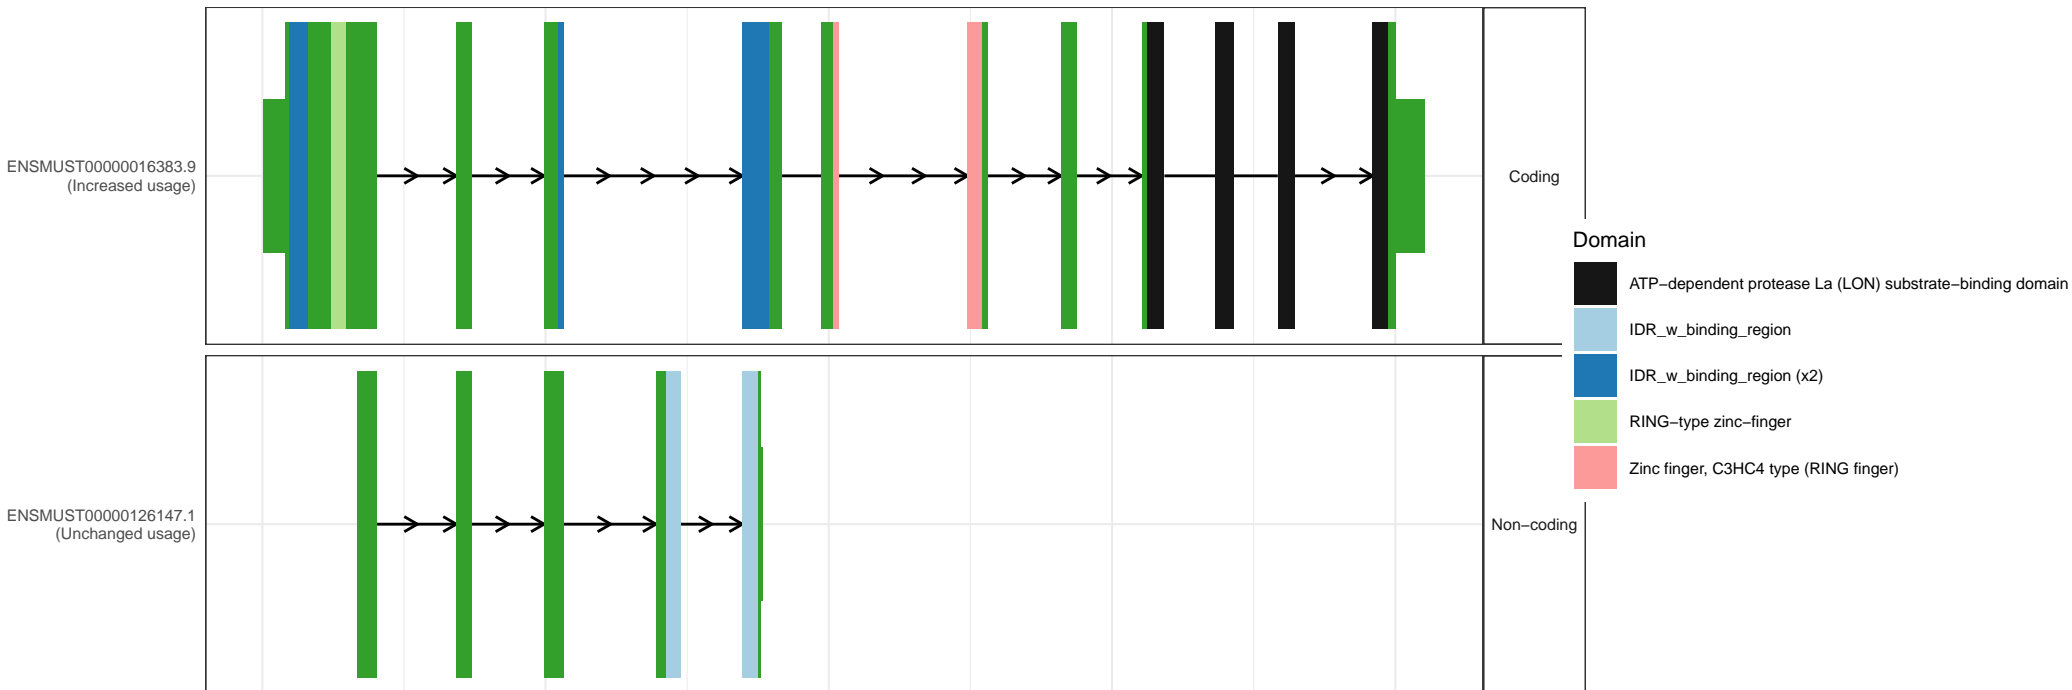 ENSMUST00000016383.9
(Increased usage)
Coding
ENSMUST00000126147.1
(Unchanged usage)
Non−coding
Domain
ATP−dependent protease La (LON) substrate−binding domain
IDR_w_binding_region
IDR_w_binding_region (x2)
RING−type zinc−finger
Zinc finger, C3HC4 type (RING finger)